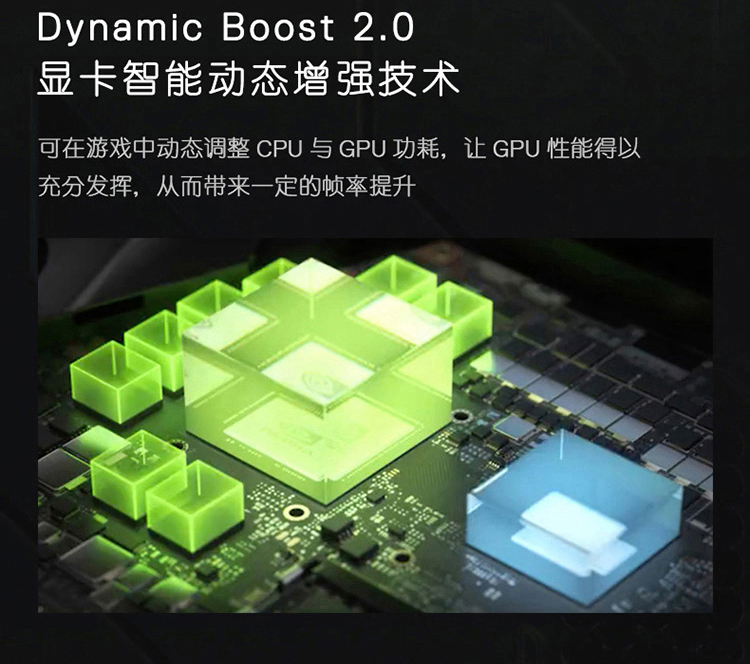 Dynamic Boost 2.0
显卡智能动态增强技术
可在游戏中动态调整 CPU 与 GPU 功耗，让 GPU 性能得以
充分发挥，从而带来一定的帧率提升